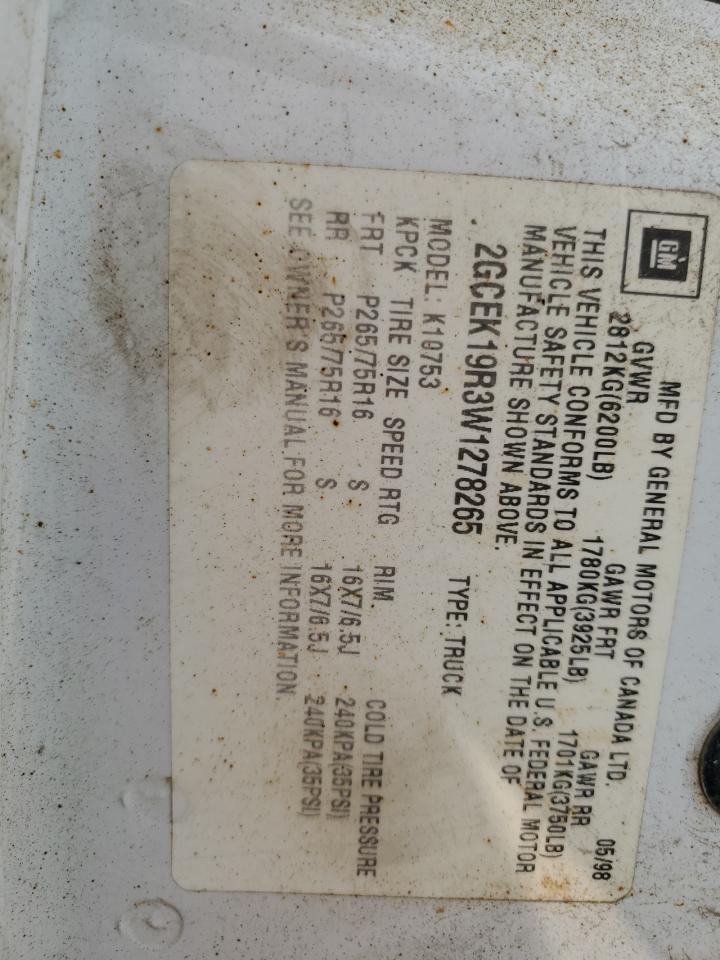 GM
MFD BY GENERAL MOTORS OF CANADA LTD. 05/98
GVWR GAWR FRT GAWR RR
2812KG(6200LB) 1780KG(3925LB) 1701KG(3750LB)
THIS VEHICLE CONFORMS TO ALL APPLICABLE U.S. FEDERAL MOTOR
VEHICLE SAFETY STANDARDS IN EFFECT ON THE DATE OF
MANUFACTURE SHOWN ABOVE.
2GCEK19R3W1278265 TYPE: TRUCK
MODEL: K10753
KPCK TIRE SIZE SPEED RTG RIM COLD TIRE PRESSURE
FRT P265/75R16 S 16X7/6.5J 240KPA(35PSI)
RR P265/75R16 S 16X7/6.5J 240KPA(35PSI)
SEE OWNER'S MANUAL FOR MORE INFORMATION.